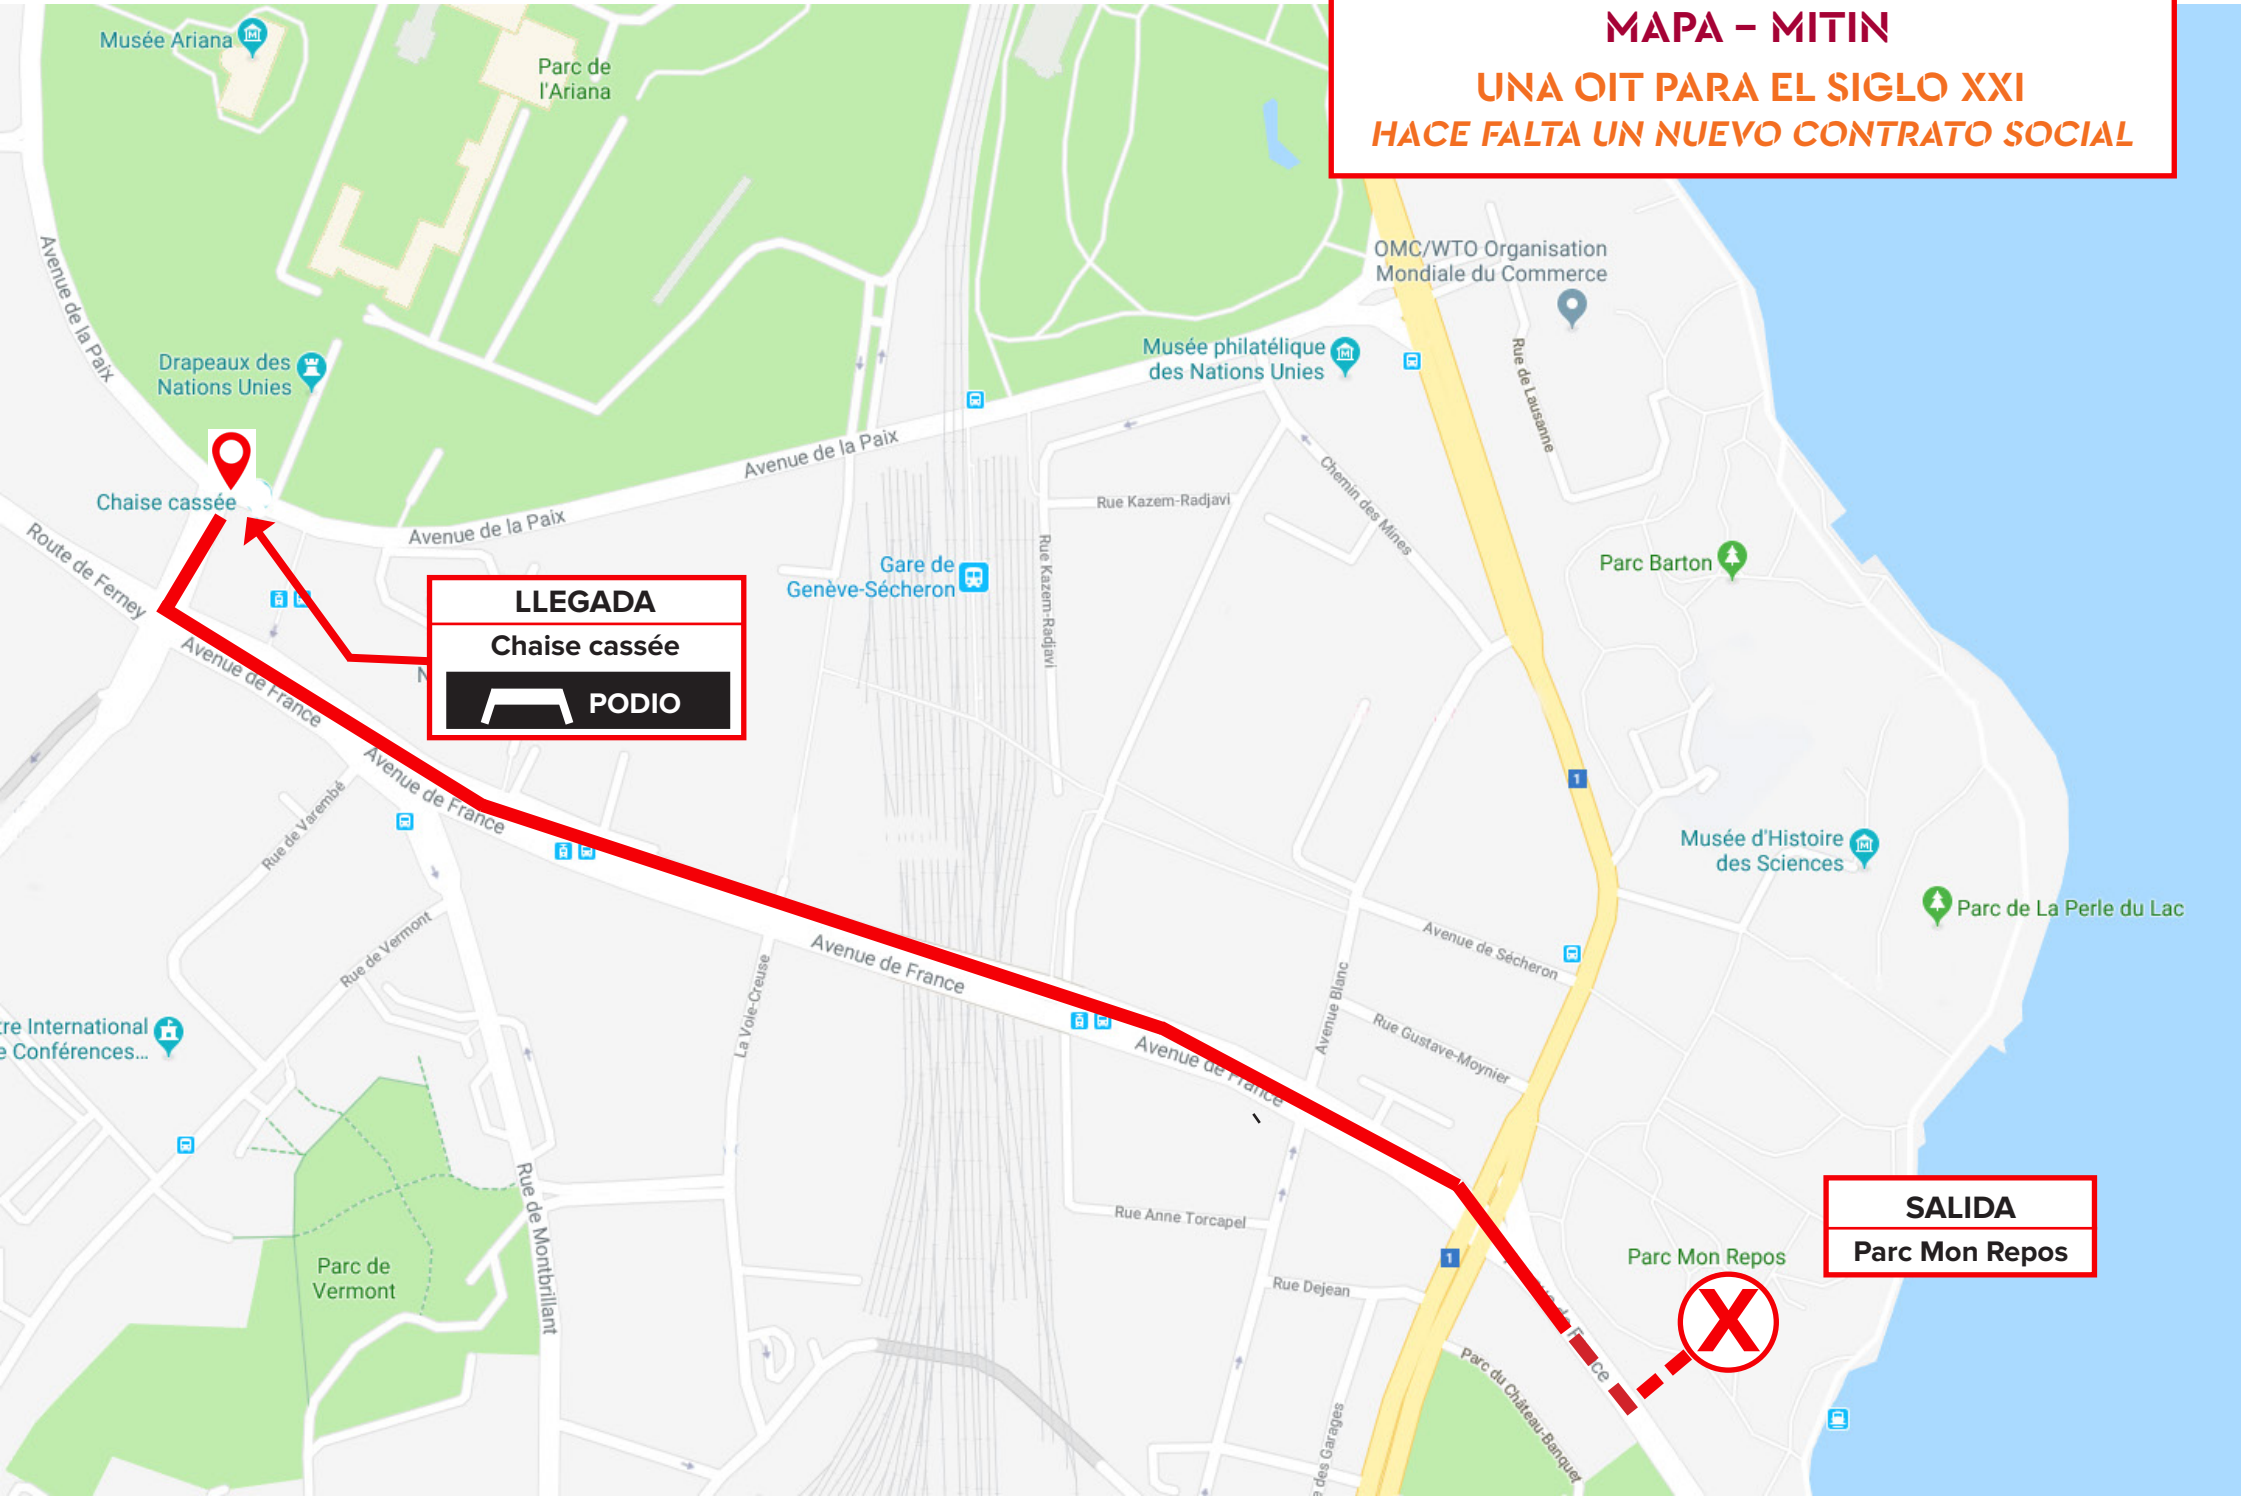 MAPA – MITIN
UNA OIT PARA EL SIGLO XXI
HACE FALTA UN NUEVO CONTRATO SOCIAL
Musée Ariana
Parc de
l'Ariana
Avenue de la Paix
OMC/WTO Organisation
Mondiale du Commerce
Drapeaux des
Nations Unies
Musée philatélique
des Nations Unies
Rue de Lausanne
Avenue de la Paix
Chaise cassée
Avenue de la Paix
Rue Kazem-Radjavi
Chemin des Mines
Route de Ferney
Gare de
Genève-Sécheron
Rue Kazem-Radjavi
Parc Barton
LLEGADA
Chaise cassée
PODIO
Avenue de France
Avenue de France
Rue de Varembé
1
Musée d'Histoire
des Sciences
Parc de La Perle du Lac
Rue de Vermont
Avenue de France
La Voie-Creuse
Avenue de Sécheron
Avenue Blanc
Rue Gustave-Moynier
tre International
e Conférences...
Avenue de France
Rue de Montbrillant
Rue Anne Torcapel
SALIDA
Parc Mon Repos
Parc Mon Repos
X
1
Parc de
Vermont
Rue Dejean
Parc du Château-Banquet
e des Garages